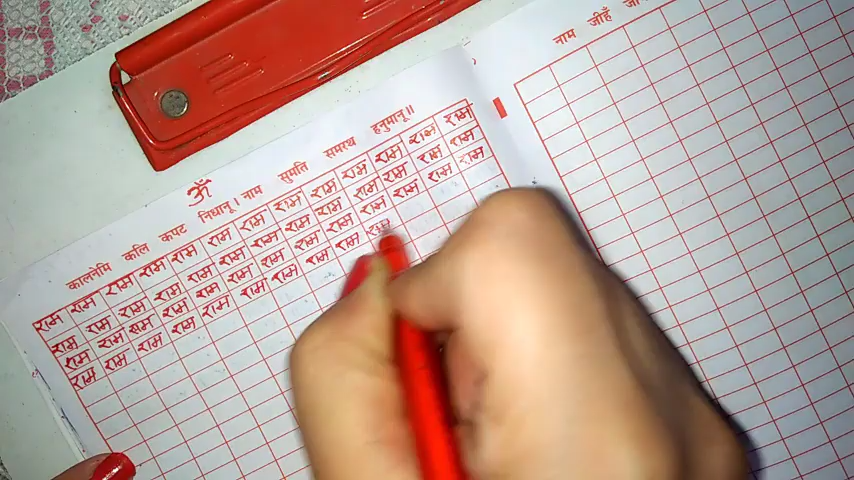 ॐ
कालनेमि कलि कपट निधानू। नाम सुमति समरथ हनुमानू॥
राम राम राम राम राम राम राम राम राम राम राम राम राम
राम राम राम राम राम राम राम राम राम राम राम राम राम
राम राम राम राम राम राम राम राम राम राम राम राम राम
राम राम राम राम राम राम राम राम राम राम
नाम जीहँ